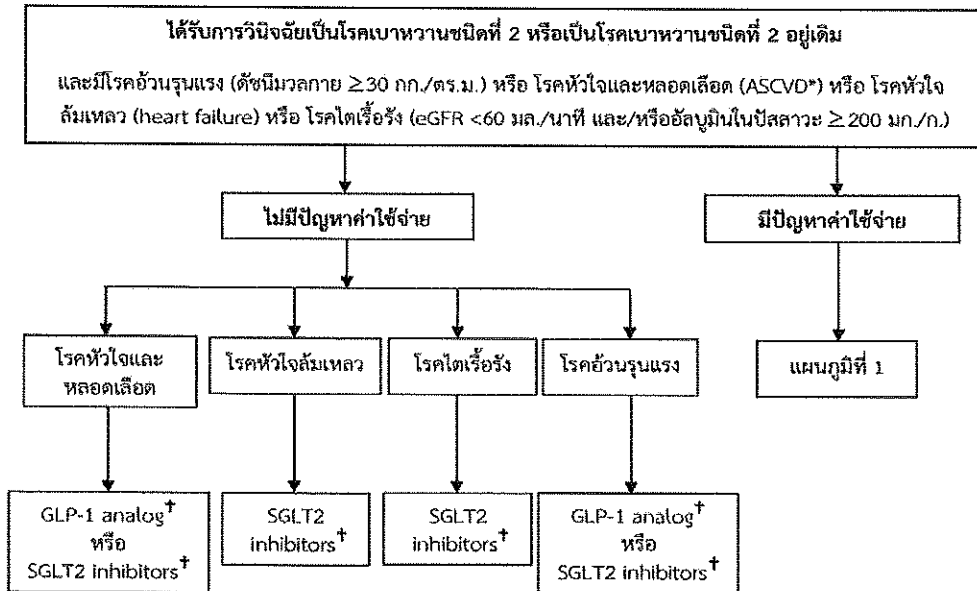 ได้รับการวินิจฉัยเป็นโรคเบาหวานชนิดที่ 2 หรือเป็นโรคเบาหวานชนิดที่ 2 อยู่เดิม
และมีโรคอ้วนรุนแรง (ดัชนีมวลกาย ≥30 กก./ตร.ม.) หรือ โรคหัวใจและหลอดเลือด (ASCVD*) หรือ โรคหัวใจ
ล้มเหลว (heart failure) หรือ โรคไตเรื้อรัง (eGFR <60 มล./นาที และ/หรืออัลบูมินในปัสสาวะ ≥200 มก./ก.)
ไม่มีปัญหาค่าใช้จ่าย
มีปัญหาค่าใช้จ่าย
โรคหัวใจและ
หลอดเลือด
โรคหัวใจล้มเหลว
โรคไตเรื้อรัง
โรคอ้วนรุนแรง
แผนภูมิที่ 1
GLP-1 analog†
หรือ
SGLT2 inhibitors†
SGLT2
inhibitors†
SGLT2
inhibitors†
GLP-1 analog†
หรือ
SGLT2 inhibitors†